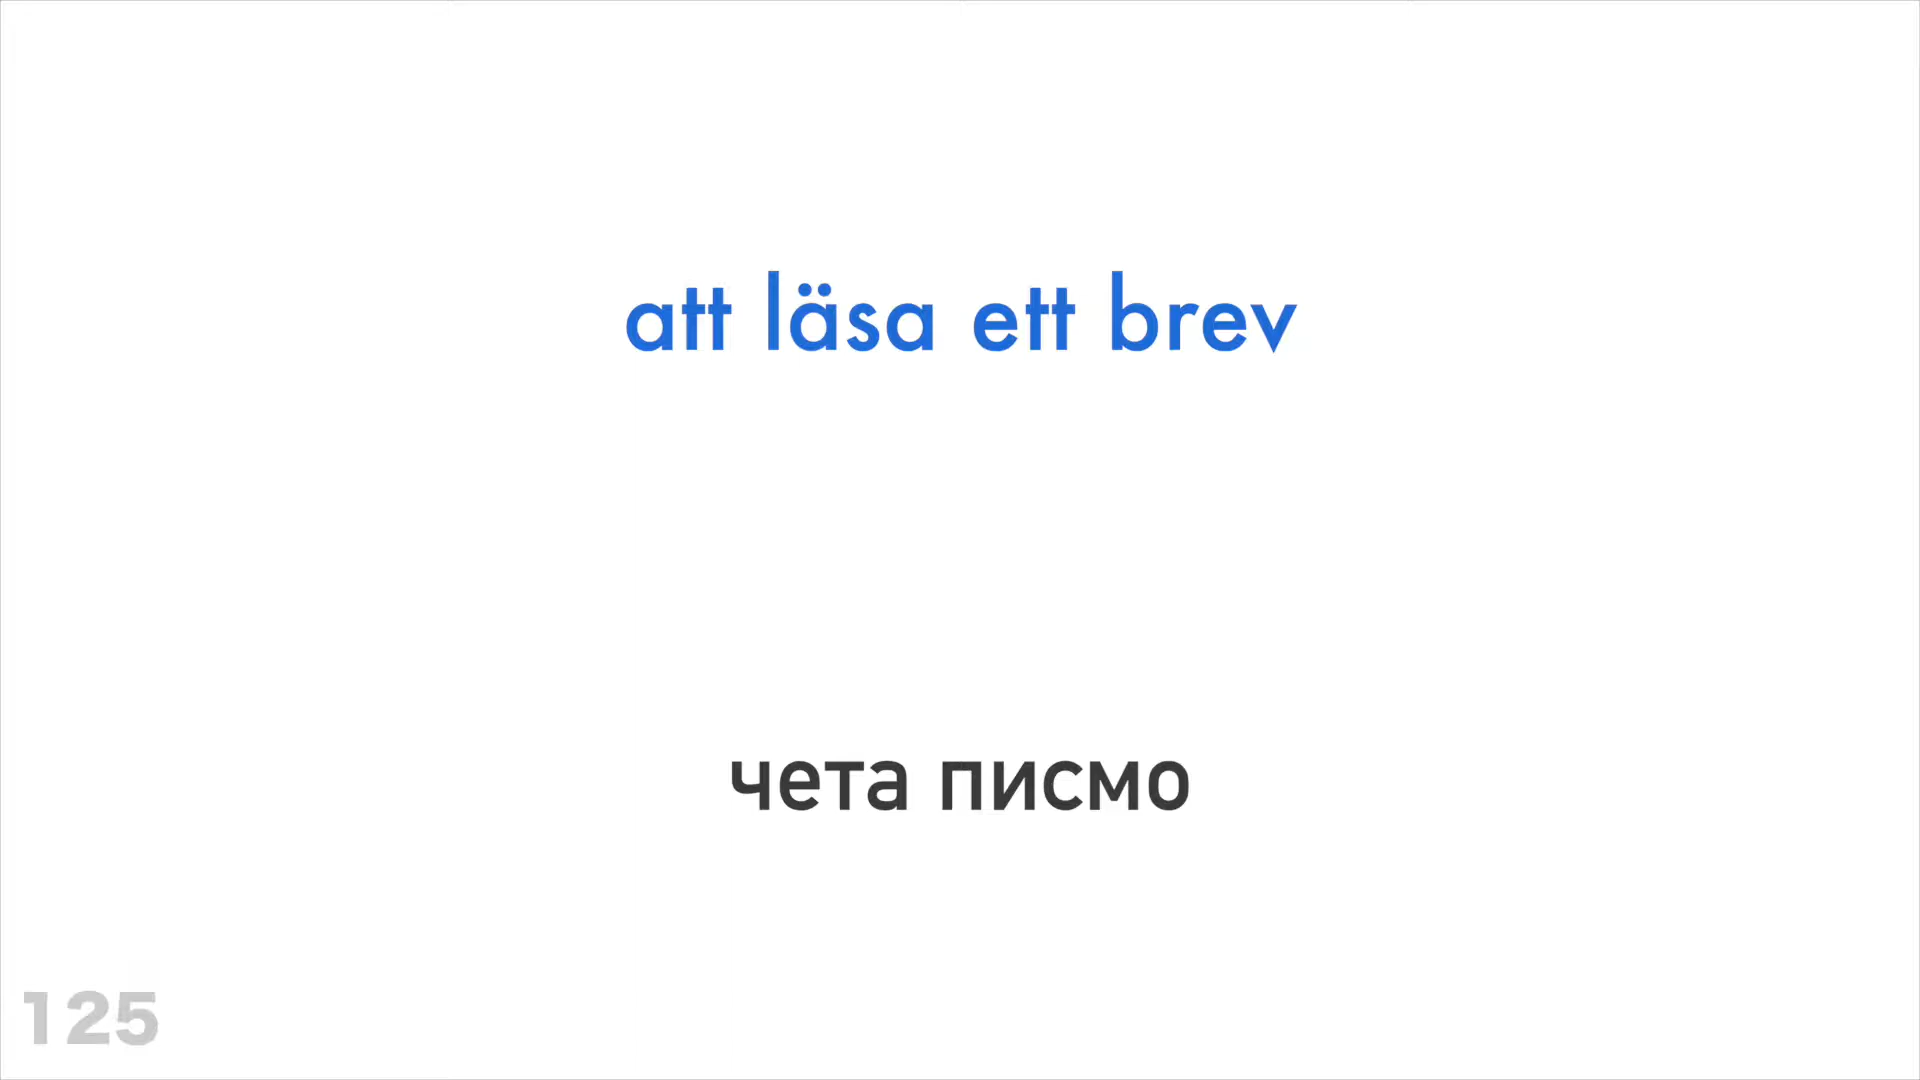 att läsa ett brev
чета писмо
125